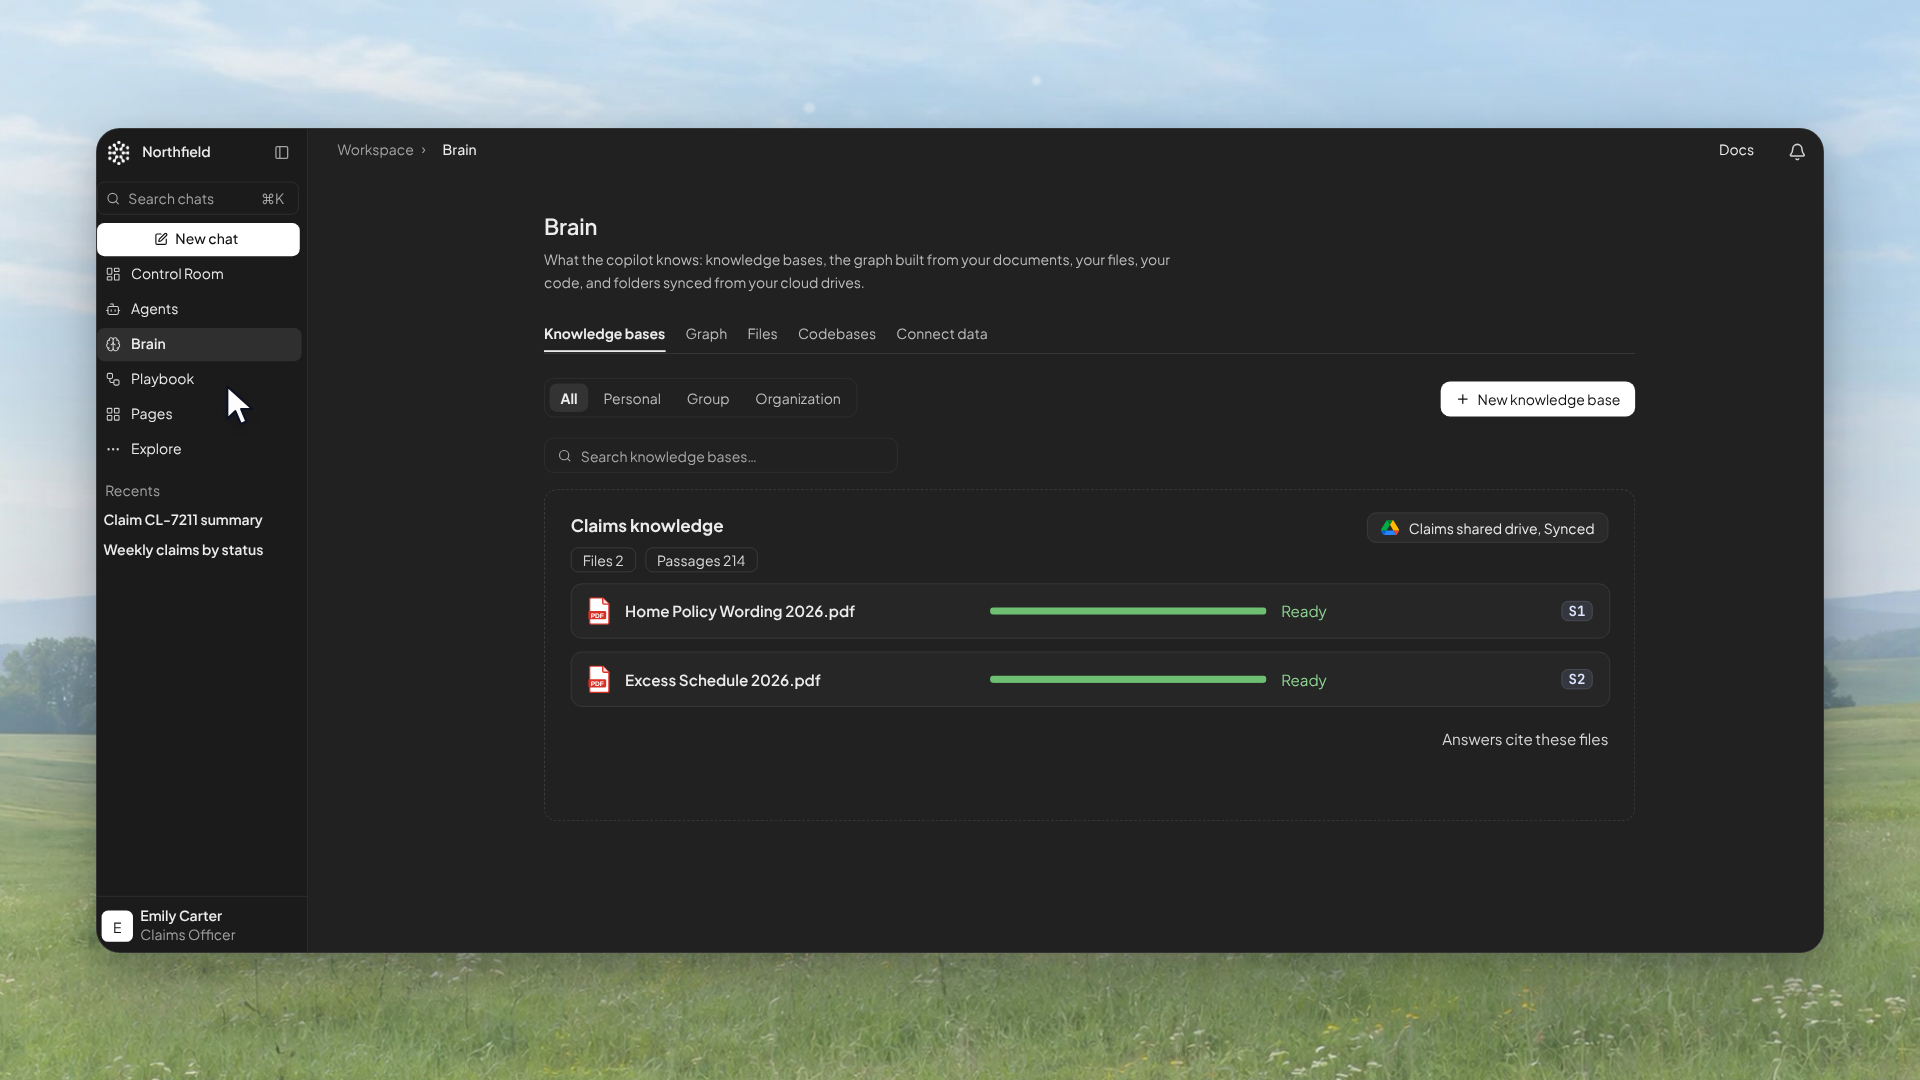 Northfield
Search chats ⌘K
New chat
Control Room
Agents
Brain
Playbook
Pages
Explore
Recents
Claim CL-7211 summary
Weekly claims by status
E
Emily Carter
Claims Officer
Workspace › Brain
Docs
Brain
What the copilot knows: knowledge bases, the graph built from your documents, your files, your
code, and folders synced from your cloud drives.
Knowledge bases Graph Files Codebases Connect data
All Personal Group Organization
+ New knowledge base
Search knowledge bases...
Claims knowledge
Claims shared drive, Synced
Files 2 Passages 214
PDF Home Policy Wording 2026.pdf Ready S1
PDF Excess Schedule 2026.pdf Ready S2
Answers cite these files